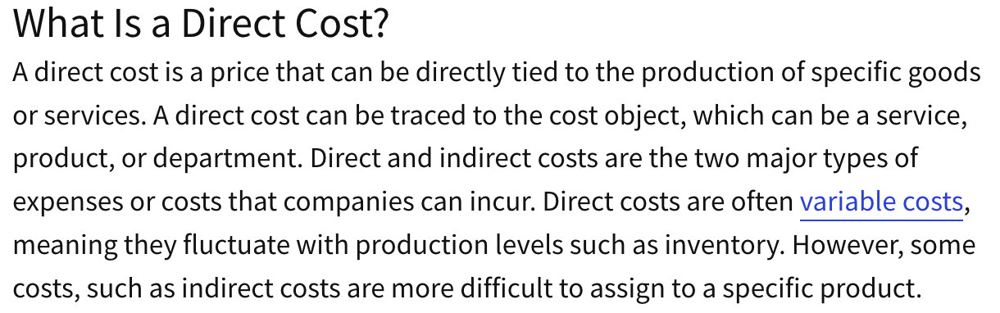 What Is a Direct Cost?
A direct cost is a price that can be directly tied to the production of specific goods
or services. A direct cost can be traced to the cost object, which can be a service,
product, or department. Direct and indirect costs are the two major types of
expenses or costs that companies can incur. Direct costs are often variable costs,
meaning they fluctuate with production levels such as inventory. However, some
costs, such as indirect costs are more difficult to assign to a specific product.